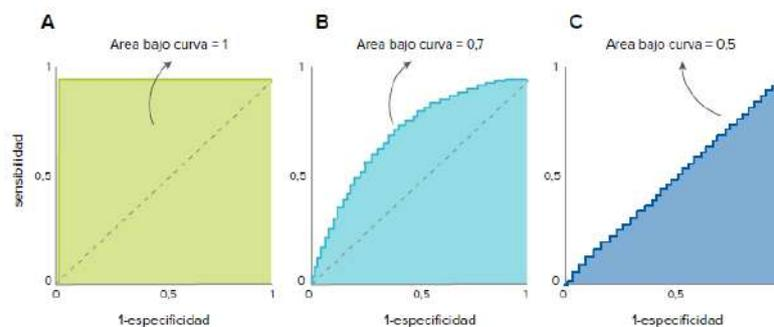 A
Area bajo curva = 1
1
0,5
0
sensibilidad
0
0,5
1
1-especificidad
B
Area bajo curva = 0,7
1
0,5
0
0
0,5
1
1-especificidad
C
Area bajo curva = 0,5
1
0,5
0
0
0,5
1-especificidad